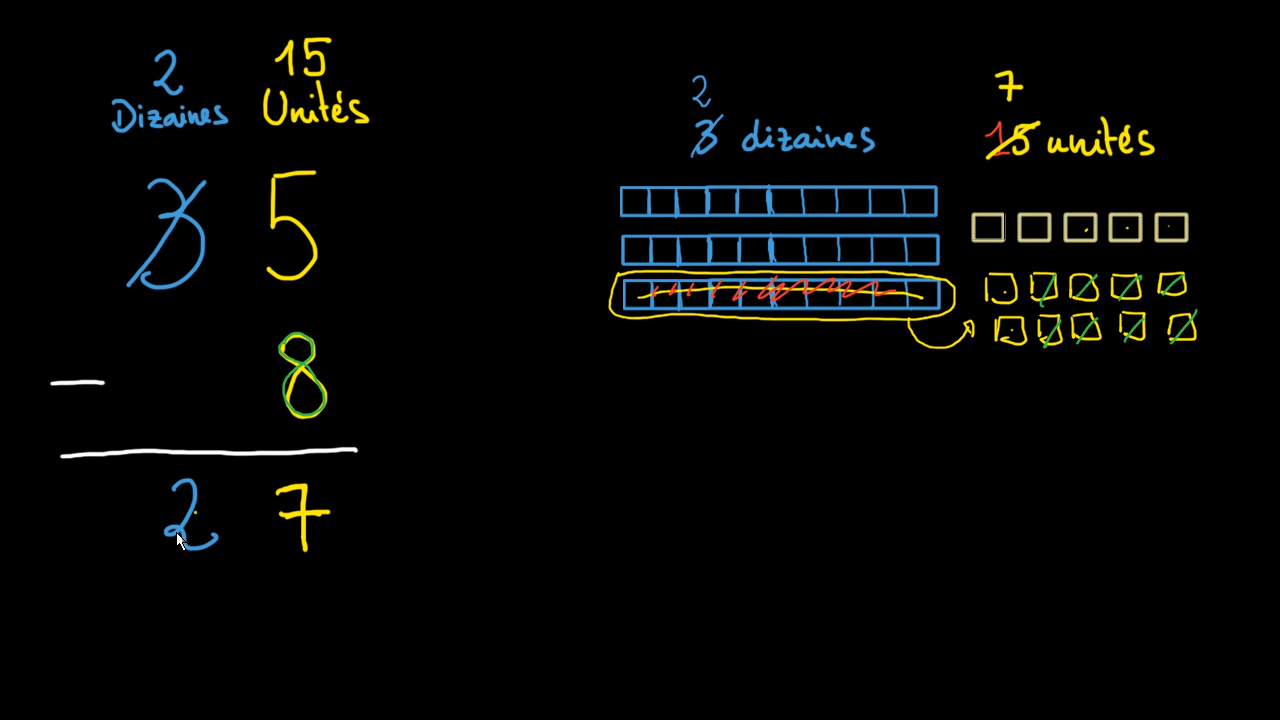 2 15
Dizaines Unités
3 5
— 8
2 7
2 7
3 dizaines 15 unités